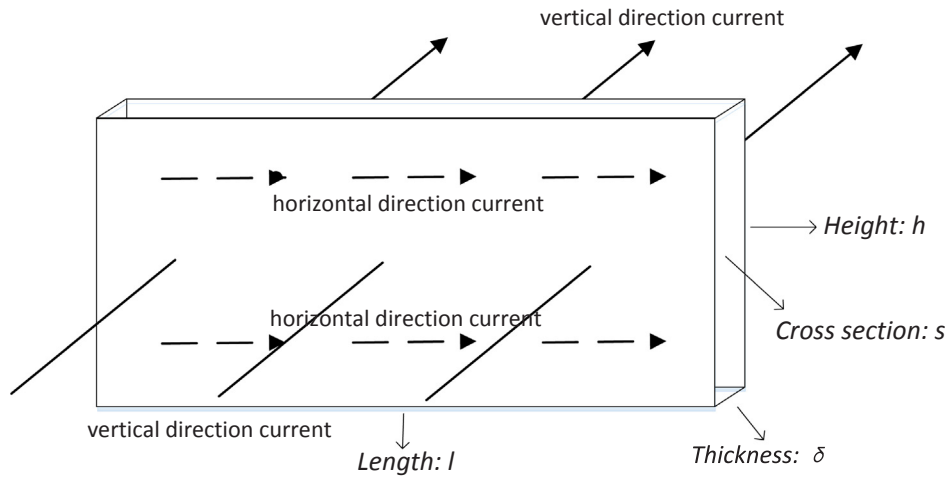 vertical direction current
horizontal direction current
Height: h
horizontal direction current
Cross section: s
vertical direction current
Length: l
Thickness: δ